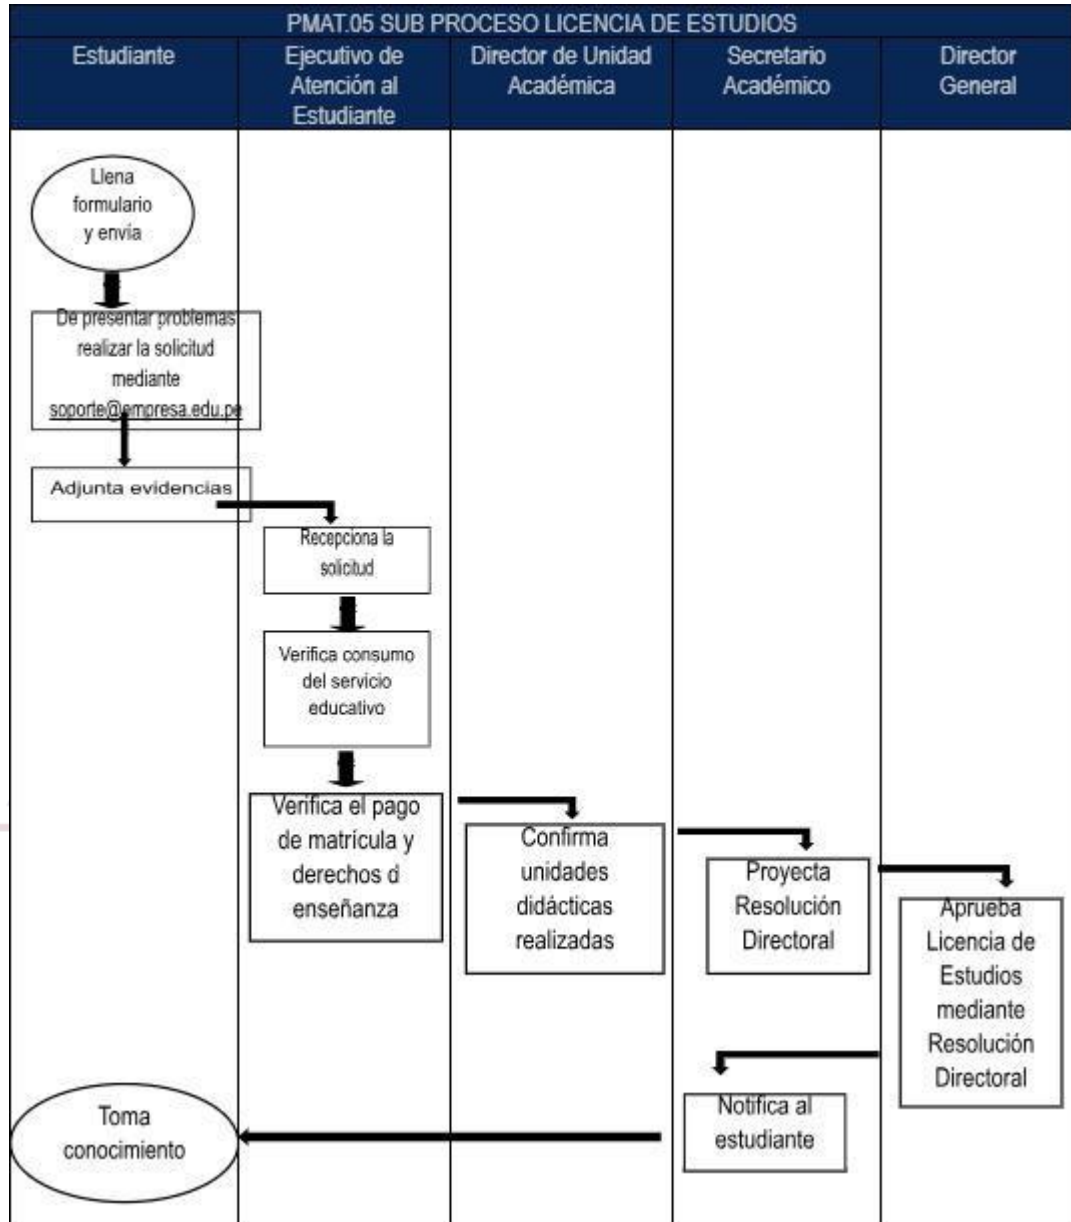 PMAT.05 SUB PROCESO LICENCIA DE ESTUDIOS
Estudiante
Ejecutivo de
Atención al
Estudiante
Director de Unidad
Académica
Secretario
Académico
Director
General
Llena
formulario
y envía
De presentar problemas
realizar la solicitud
mediante
soporte@empresa.edu.pe
Adjunta evidencias
Recepciona la
solicitud
Verifica consumo
del servicio
educativo
Verifica el pago
de matrícula y
derechos d
enseñanza
Confirma
unidades
didácticas
realizadas
Proyecta
Resolución
Directoral
Aprueba
Licencia de
Estudios
mediante
Resolución
Directoral
Notifica al
estudiante
Toma
conocimiento